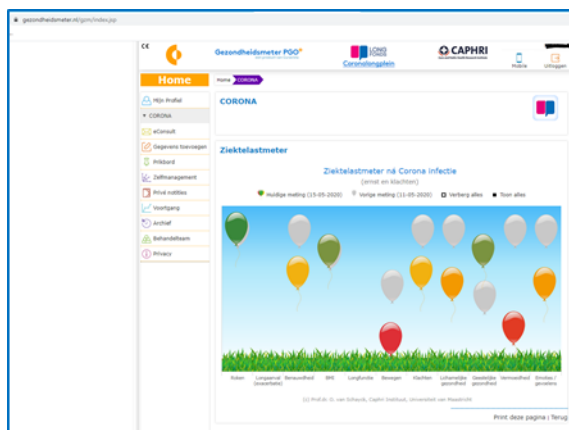 gezondheidsmeter.nl/gzm/index.jsp
Gezondheidsmeter PGO
LONG
FONDS
Coronalongplein
CAPHRI
Mobile
Uitloggen
Home
Home CORONA
Mijn Profiel
CORONA
CORONA
eConsult
Gegevens toevoegen
Prikbord
Zelfmanagement
Privé notities
Voortgang
Archief
Behandelteam
Privacy
Ziektelastmeter
Ziektelastmeter ná Corona infectie
(ernst en klachten)
Huidige meting (15-05-2020) Vorige meting (11-05-2020) Verberg alles Toon alles
Roken Longaanval (exacerbatie) Benauwdheid BMI Longfunctie Bewegen Klachten Lichamelijke gezondheid Geestelijke gezondheid Vermoeidheid Emoties / gevoelens
(c) Prof.dr. O. van Schayck, Caphri Instituut, Universiteit van Maastricht
Print deze pagina | Terug